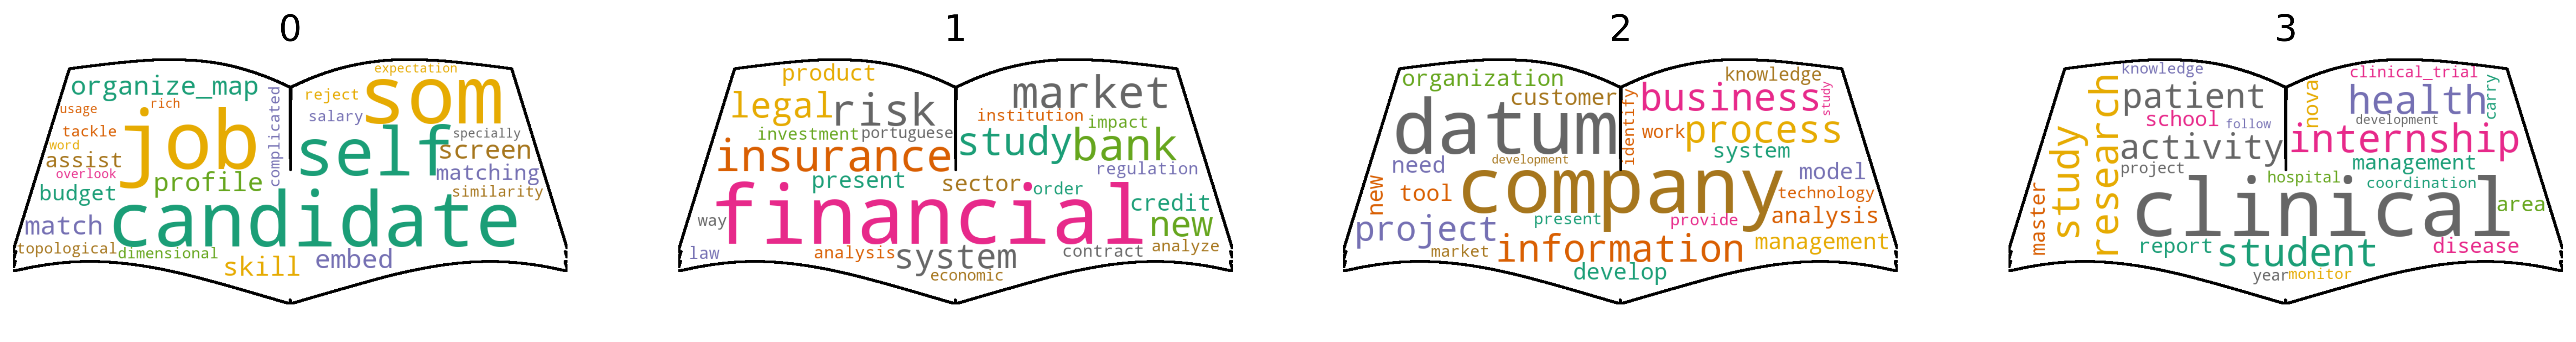 0
expectation
organize_map
som
usage
rich
reject
complicated
salary
job
tackle
specially
word
self
screen
assist
overlook
matching
profile
budget
similarity
candidate
match
topological
dimensional
skill
embed
1
product
market
legal
risk
institution
impact
investment
portuguese
study
bank
insurance
regulation
present
sector
order
financial
credit
way
new
law
analysis
system
contract
analyze
economic
2
organization
knowledge
customer
business
study
datum
identify
work
process
system
development
need
model
company
new
tool
technology
present
provide
analysis
project
market
information
management
develop
3
knowledge
clinical_trial
patient
nova
health
carry
school
follow
development
research
study
activity
internship
project
management
hospital
coordination
clinical
area
master
report
student
disease
year
monitor